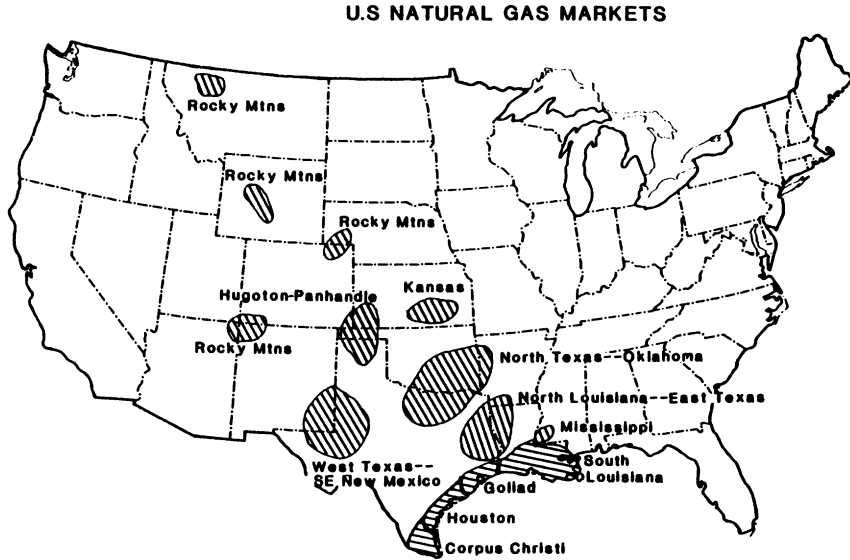 U.S NATURAL GAS MARKETS
Rocky Mtns
Rocky Mtns
Rocky Mtns
Hugoton-Panhandle
Kansas
Rocky Mtns
North Texas--Oklahoma
North Louisiana--East Texas
Mississippi
West Texas--
SE New Mexico
South
Louisiana
Goliad
Houston
Corpus Christi